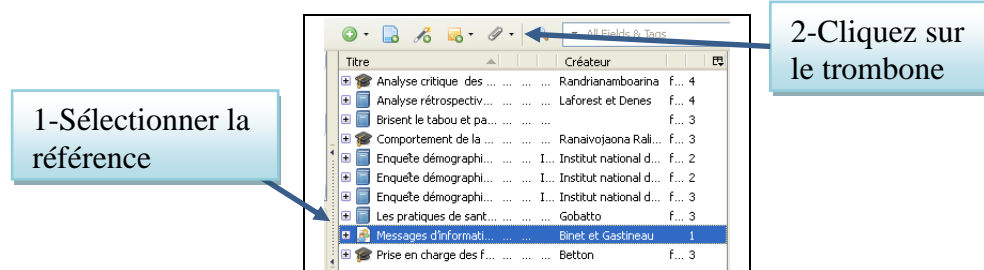 All Fields & Tags
2-Cliquez sur
le trombone
Titre Créateur
Analyse critique des ... ... ... ... Randrianamboarina f... 4
Analyse rétrospectiv... ... ... ... Laforest et Denes f... 4
Brisent le tabou et pa... ... ... ... f... 3
Comportement de la ... ... ... ... Ranaivojaona Rali... f... 3
Enquête démographi... ... ... I... Institut national d... f... 2
Enquête démographi... ... ... I... Institut national d... f... 2
Enquête démographi... ... ... I... Institut national d... f... 3
Les pratiques de sant... ... ... ... Gobatto f... 3
Messages d'informati... ... ... Binet et Gastineau 1
Prise en charge des f... ... ... ... Betton f... 3
1-Sélectionner la
référence